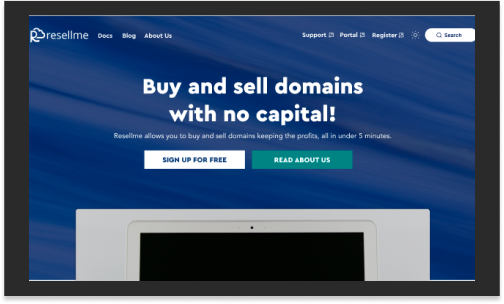 resellme Docs Blog About Us Support Portal Register Search
Buy and sell domains
with no capital!
Resellme allows you to buy and sell domains keeping the profits, all in under 5 minutes.
SIGN UP FOR FREE READ ABOUT US